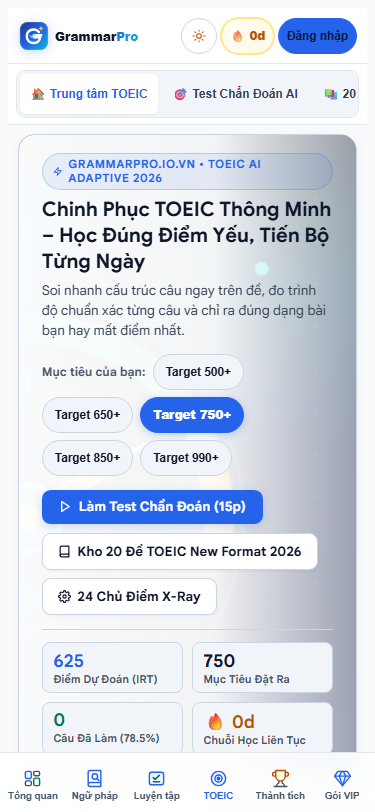 GrammarPro
0d
Đăng nhập
Trung tâm TOEIC
Test Chẩn Đoán AI
20
GRAMMARPRO.IO.VN • TOEIC AI
ADAPTIVE 2026
Chinh Phục TOEIC Thông Minh
– Học Đúng Điểm Yếu, Tiến Bộ
Từng Ngày
Soi nhanh cấu trúc câu ngay trên đề, đo trình
độ chuẩn xác từng câu và chỉ ra đúng dạng bài
bạn hay mất điểm nhất.
Mục tiêu của bạn:
Target 500+
Target 650+
Target 750+
Target 850+
Target 990+
Làm Test Chẩn Đoán (15p)
Kho 20 Đề TOEIC New Format 2026
24 Chủ Điểm X-Ray
625
Điểm Dự Đoán (IRT)
750
Mục Tiêu Đặt Ra
0
Câu Đã Làm (78.5%)
0d
Chuỗi Học Liên Tục
Tổng quan
Ngữ pháp
Luyện tập
TOEIC
Thành tích
Gói VIP